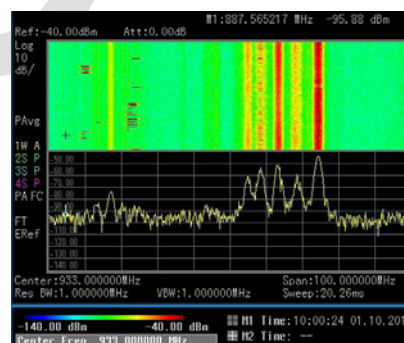 M1:887.565217 MHz -95.88 dBm
Ref:-40.00dBm Att:0.00dB
Log
10
dB/
PAvg
1W A
2S P
3S P
4S P
PA FC
FT
ERef
-50.00
-60.00
-70.00
-80.00
-90.00
-110.00
-120.00
-130.00
-140.00
Center:933.000000MHz Span:100.000000MHz
Res BW:1.000000MHz VBW:1.000000MHz Sweep:20.26ms
-140.00 dBm -40.00 dBm
M1 Time:10:00:24 01.10.201
Center Freq 933.000000 MHz
M2 Time: --